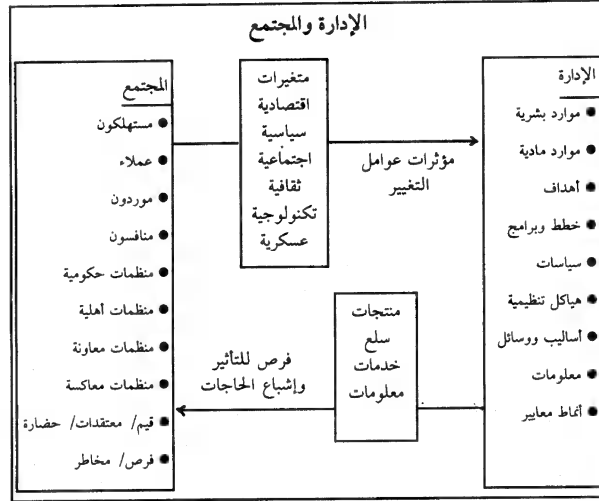 الإدارة والمجتمع
الإدارة
موارد بشرية
موارد مادية
أهداف
خطط وبرامج
سياسات
هياكل تنظيمية
أساليب ووسائل
معلومات
أنماط معايير
مؤثرات عوامل
التغيير
متغيرات
اقتصادية
سياسية
اجتماعية
ثقافية
تكنولوجية
عسكرية
منتجات
سلع
خدمات
معلومات
فرص للتأثير
وإشباع الحاجات
المجتمع
مستهلكون
عملاء
موردون
منافسون
منظمات حكومية
منظمات أهلية
منظمات معاونة
منظمات معاكسة
قيم/ معتقدات/ حضارة
فرص/ مخاطر